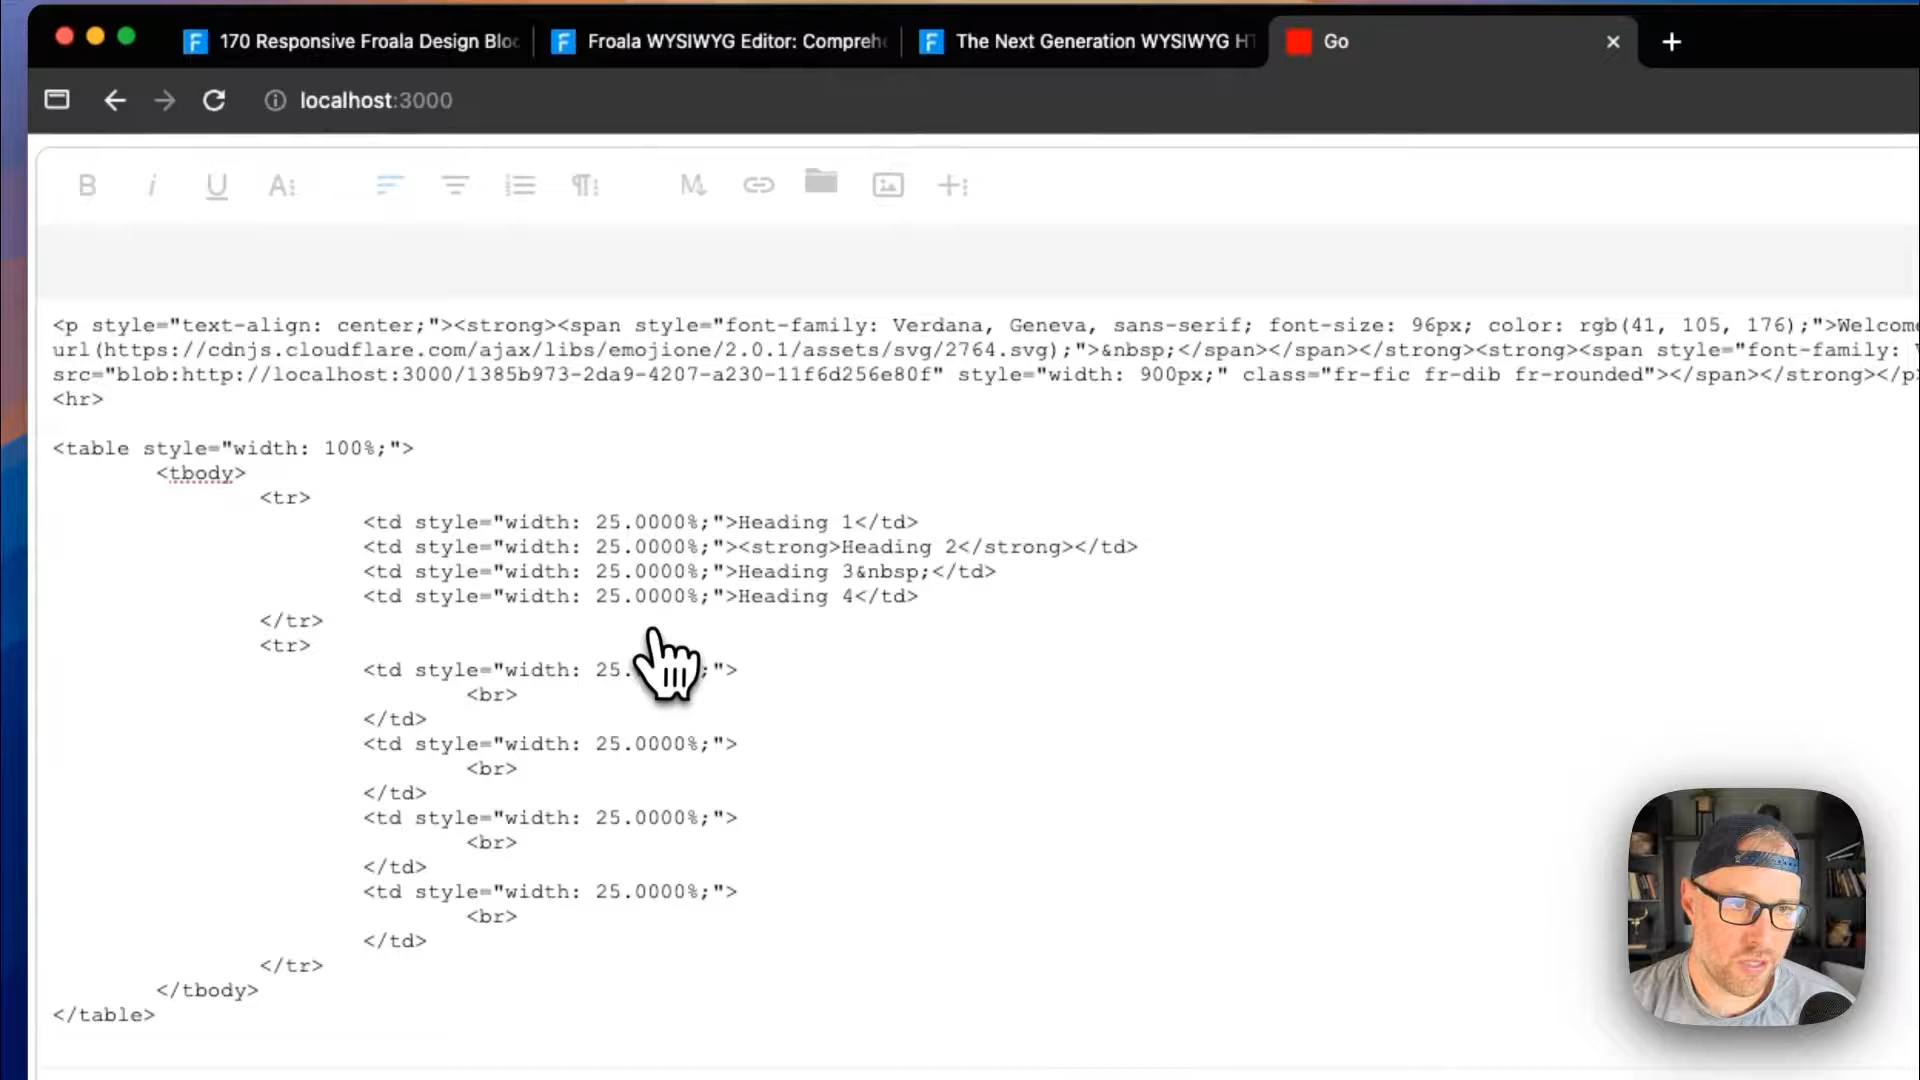 170 Responsive Froala Design Bloc
Froala WYSIWYG Editor: Compreh
The Next Generation WYSIWYG HT
Go
localhost:3000
<p style="text-align: center;"><strong><span style="font-family: Verdana, Geneva, sans-serif; font-size: 96px; color: rgb(41, 105, 176);">Welcome
url(https://cdnjs.cloudflare.com/ajax/libs/emojione/2.0.1/assets/svg/2764.svg);">&nbsp;</span></span></strong><strong><span style="font-family: V
src="blob:http://localhost:3000/1385b973-2da9-4207-a230-11f6d256e80f" style="width: 900px;" class="fr-fic fr-dib fr-rounded"></span></strong></p>
<hr>
<table style="width: 100%;">
<tbody>
<tr>
<td style="width: 25.0000%;">Heading 1</td>
<td style="width: 25.0000%;"><strong>Heading 2</strong></td>
<td style="width: 25.0000%;">Heading 3&nbsp;</td>
<td style="width: 25.0000%;">Heading 4</td>
</tr>
<tr>
<td style="width: 25. ;">
<br>
</td>
<td style="width: 25.0000%;">
<br>
</td>
<td style="width: 25.0000%;">
<br>
</td>
<td style="width: 25.0000%;">
<br>
</td>
</tr>
</tbody>
</table>